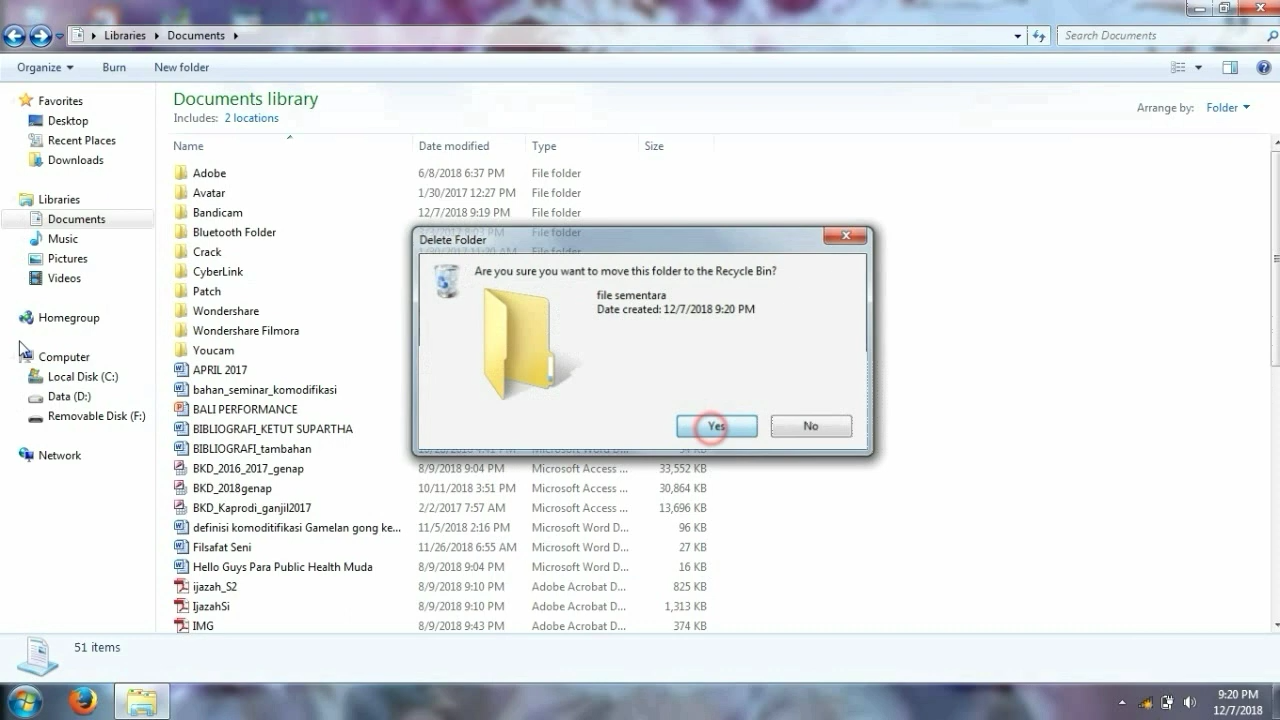 Libraries Documents
Search Documents
Organize Burn New folder
Documents library
Includes: 2 locations
Arrange by: Folder
Favorites
Desktop
Recent Places
Downloads
Libraries
Documents
Music
Pictures
Videos
Homegroup
Computer
Local Disk (C:)
Data (D:)
Removable Disk (F:)
Network
Name Date modified Type Size
Adobe 6/8/2018 6:37 PM File folder
Avatar 1/30/2017 12:27 PM File folder
Bandicam 12/7/2018 9:19 PM File folder
Bluetooth Folder File folder
Crack
CyberLink
Patch
Wondershare
Wondershare Filmora
Youcam
APRIL 2017
bahan_seminar_komodifikasi
BALI PERFORMANCE
BIBLIOGRAFI_KETUT SUPARTHA
BIBLIOGRAFI_tambahan
BKD_2016_2017_genap 8/9/2018 9:04 PM Microsoft Access ... 33,552 KB
BKD_2018genap 10/11/2018 3:51 PM Microsoft Access ... 30,864 KB
BKD_Kaprodi_ganjil2017 2/2/2017 7:57 AM Microsoft Access ... 13,696 KB
definisi komoditifikasi Gamelan gong ke... 11/5/2018 2:16 PM Microsoft Word D... 96 KB
Filsafat Seni 11/26/2018 6:55 AM Microsoft Word D... 27 KB
Hello Guys Para Public Health Muda 8/9/2018 9:04 PM Microsoft Word D... 16 KB
ijazah_S2 8/9/2018 9:10 PM Adobe Acrobat D... 825 KB
IjazahSi 8/9/2018 9:10 PM Adobe Acrobat D... 1,313 KB
IMG 8/9/2018 9:43 PM Adobe Acrobat D... 374 KB
Delete Folder
Are you sure you want to move this folder to the Recycle Bin?
file sementara
Date created: 12/7/2018 9:20 PM
Yes No
51 items
9:20 PM
12/7/2018